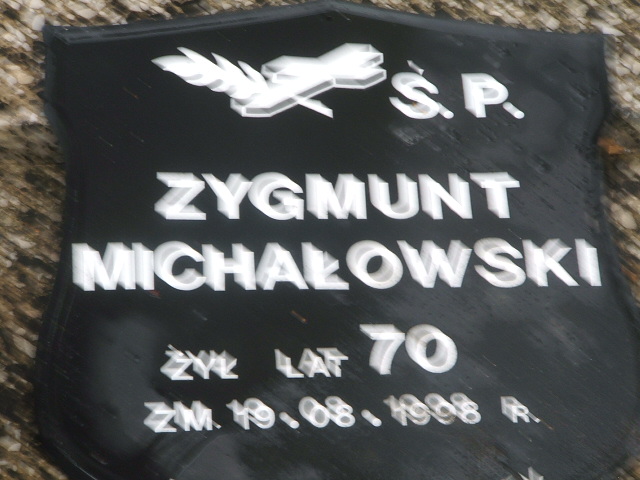 Ś.P.
ZYGMUNT
MICHAŁOWSKI
ŻYŁ LAT 70
ZM. 19.08.1998 R.